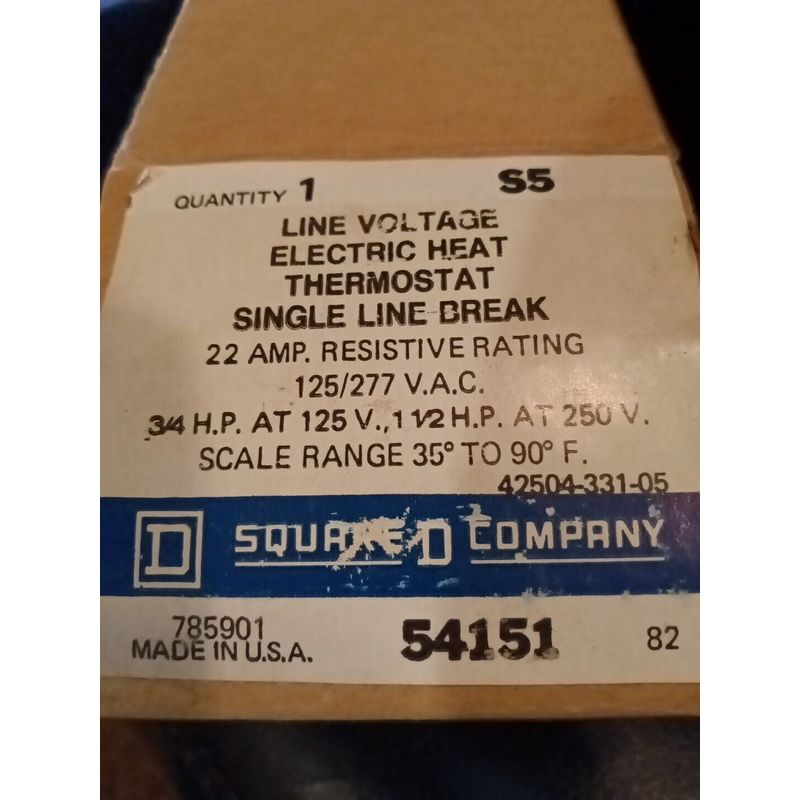 QUANTITY 1 S5
LINE VOLTAGE
ELECTRIC HEAT
THERMOSTAT
SINGLE LINE BREAK
22 AMP. RESISTIVE RATING
125/277 V.A.C.
3/4 H.P. AT 125 V., 1 1/2 H.P. AT 250 V.
SCALE RANGE 35° TO 90° F.
42504-331-05
D SQUARE D COMPANY
785901
MADE IN U.S.A. 54151 82